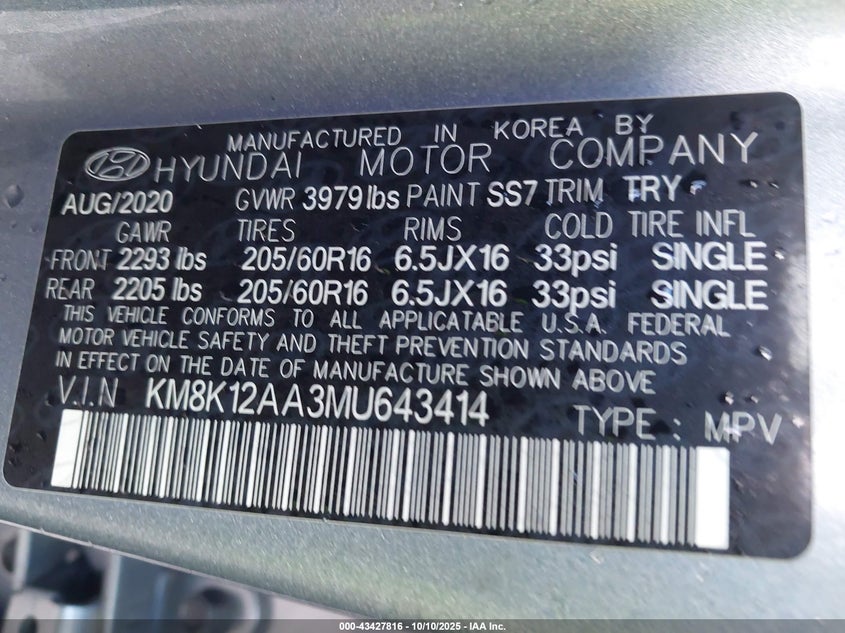 MANUFACTURED IN KOREA BY
HYUNDAI MOTOR COMPANY
AUG/2020 GVWR 3979lbs PAINT SS7 TRIM TRY
GAWR TIRES RIMS COLD TIRE INFL
FRONT 2293 lbs 205/60R16 6.5JX16 33psi SINGLE
REAR 2205 lbs 205/60R16 6.5JX16 33psi SINGLE
THIS VEHICLE CONFORMS TO ALL APPLICATABLE U.S.A. FEDERAL
MOTOR VEHICLE SAFETY AND THEFT PREVENTION STANDARDS
IN EFFECT ON THE DATE OF MANUFACTURE SHOWN ABOVE.
V.I.N KM8K12AA3MU643414 TYPE : MPV
000-43427816 - 10/10/2025 - IAA Inc.